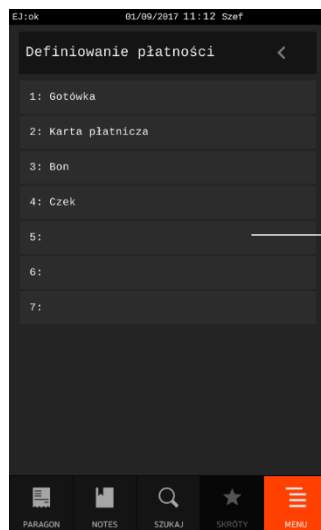 EJ:ok 01/09/2017 11:12 Szef
Definiowanie płatności
1: Gotówka
2: Karta płatnicza
3: Bon
4: Czek
5:
6:
7:
PARAGON NOTES SZUKAJ SKRÓTY MENU